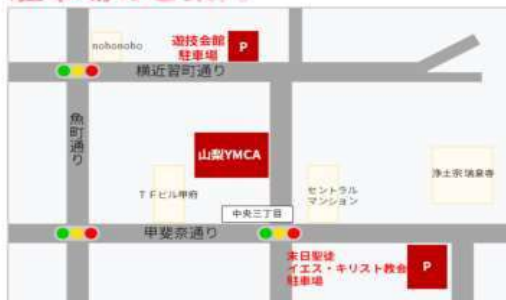 nohonoho
遊技会館
駐車場
P
横近習町通り
魚町通り
山梨YMCA
TFビル甲府
セントラル
マンション
浄土宗 瑞泉寺
中央三丁目
甲斐奈通り
末日聖徒
イエス・キリスト教会
駐車場
P